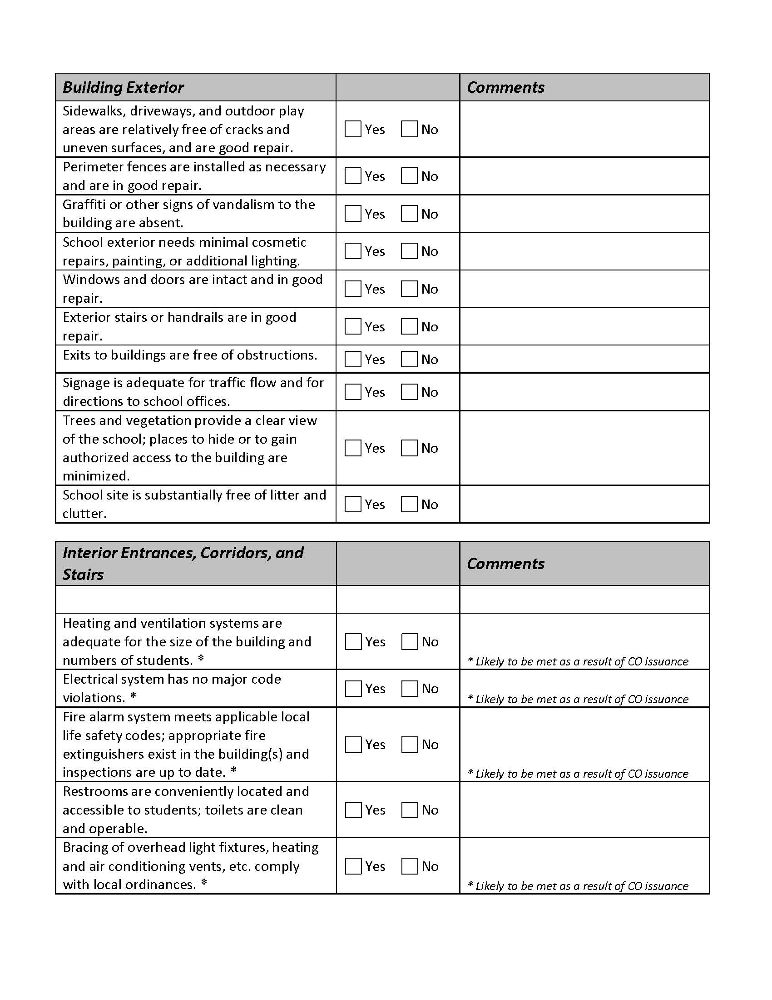 Building Exterior
Comments
Sidewalks, driveways, and outdoor play
areas are relatively free of cracks and
uneven surfaces, and are good repair.
Yes No
Perimeter fences are installed as necessary
and are in good repair.
Yes No
Graffiti or other signs of vandalism to the
building are absent.
Yes No
School exterior needs minimal cosmetic
repairs, painting, or additional lighting.
Yes No
Windows and doors are intact and in good
repair.
Yes No
Exterior stairs or handrails are in good
repair.
Yes No
Exits to buildings are free of obstructions.
Yes No
Signage is adequate for traffic flow and for
directions to school offices.
Yes No
Trees and vegetation provide a clear view
of the school; places to hide or to gain
authorized access to the building are
minimized.
Yes No
School site is substantially free of litter and
clutter.
Yes No
Interior Entrances, Corridors, and
Stairs
Comments
Heating and ventilation systems are
adequate for the size of the building and
numbers of students. *
Yes No
* Likely to be met as a result of CO issuance
Electrical system has no major code
violations. *
Yes No
* Likely to be met as a result of CO issuance
Fire alarm system meets applicable local
life safety codes; appropriate fire
extinguishers exist in the building(s) and
inspections are up to date. *
Yes No
* Likely to be met as a result of CO issuance
Restrooms are conveniently located and
accessible to students; toilets are clean
and operable.
Yes No
Bracing of overhead light fixtures, heating
and air conditioning vents, etc. comply
with local ordinances. *
Yes No
* Likely to be met as a result of CO issuance